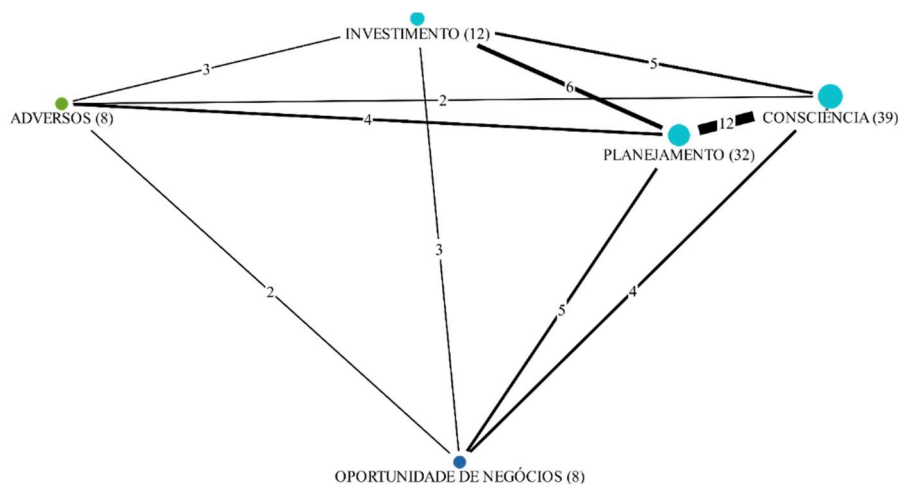 INVESTIMENTO (12)
3
5
6
2
ADVERSOS (8)
4
12
CONSCIÊNCIA (39)
PLANEJAMENTO (32)
3
2
4
5
OPORTUNIDADE DE NEGÓCIOS (8)